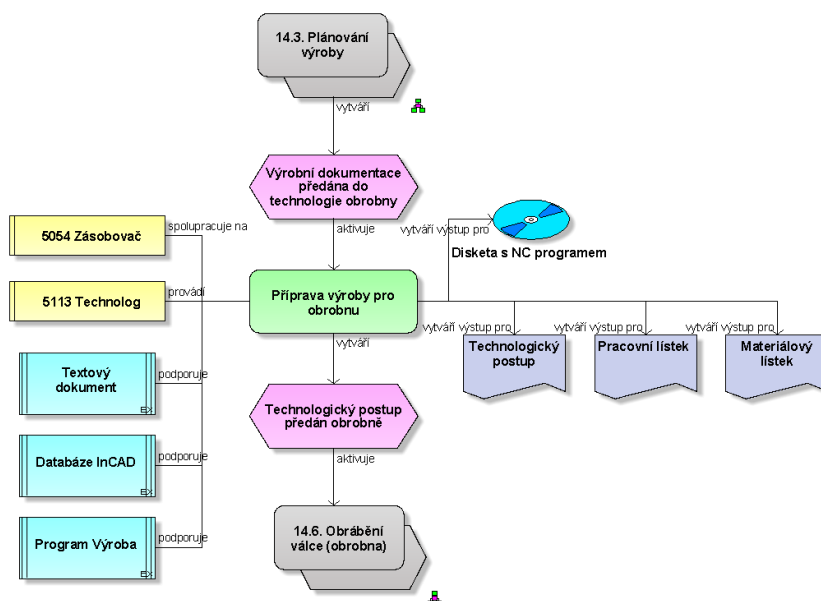 14.3. Plánování
výroby
vytváří
Výrobní dokumentace
předána do
technologie obrobny
aktivuje
vytváří výstup pro
Disketa s NC programem
5054 Zásobovač
spolupracuje na
5113 Technolog
provádí
Příprava výroby pro
obrobnu
vytváří
vytváří výstup pro
Technologický
postup
vytváří výstup pro
Pracovní lístek
vytváří výstup pro
Materiálový
lístek
Textový
dokument
EX
podporuje
Technologický postup
předán obrobně
aktivuje
Databáze InCAD
EX
podporuje
Program Výroba
EX
podporuje
14.6. Obrábění
válce (obrobna)